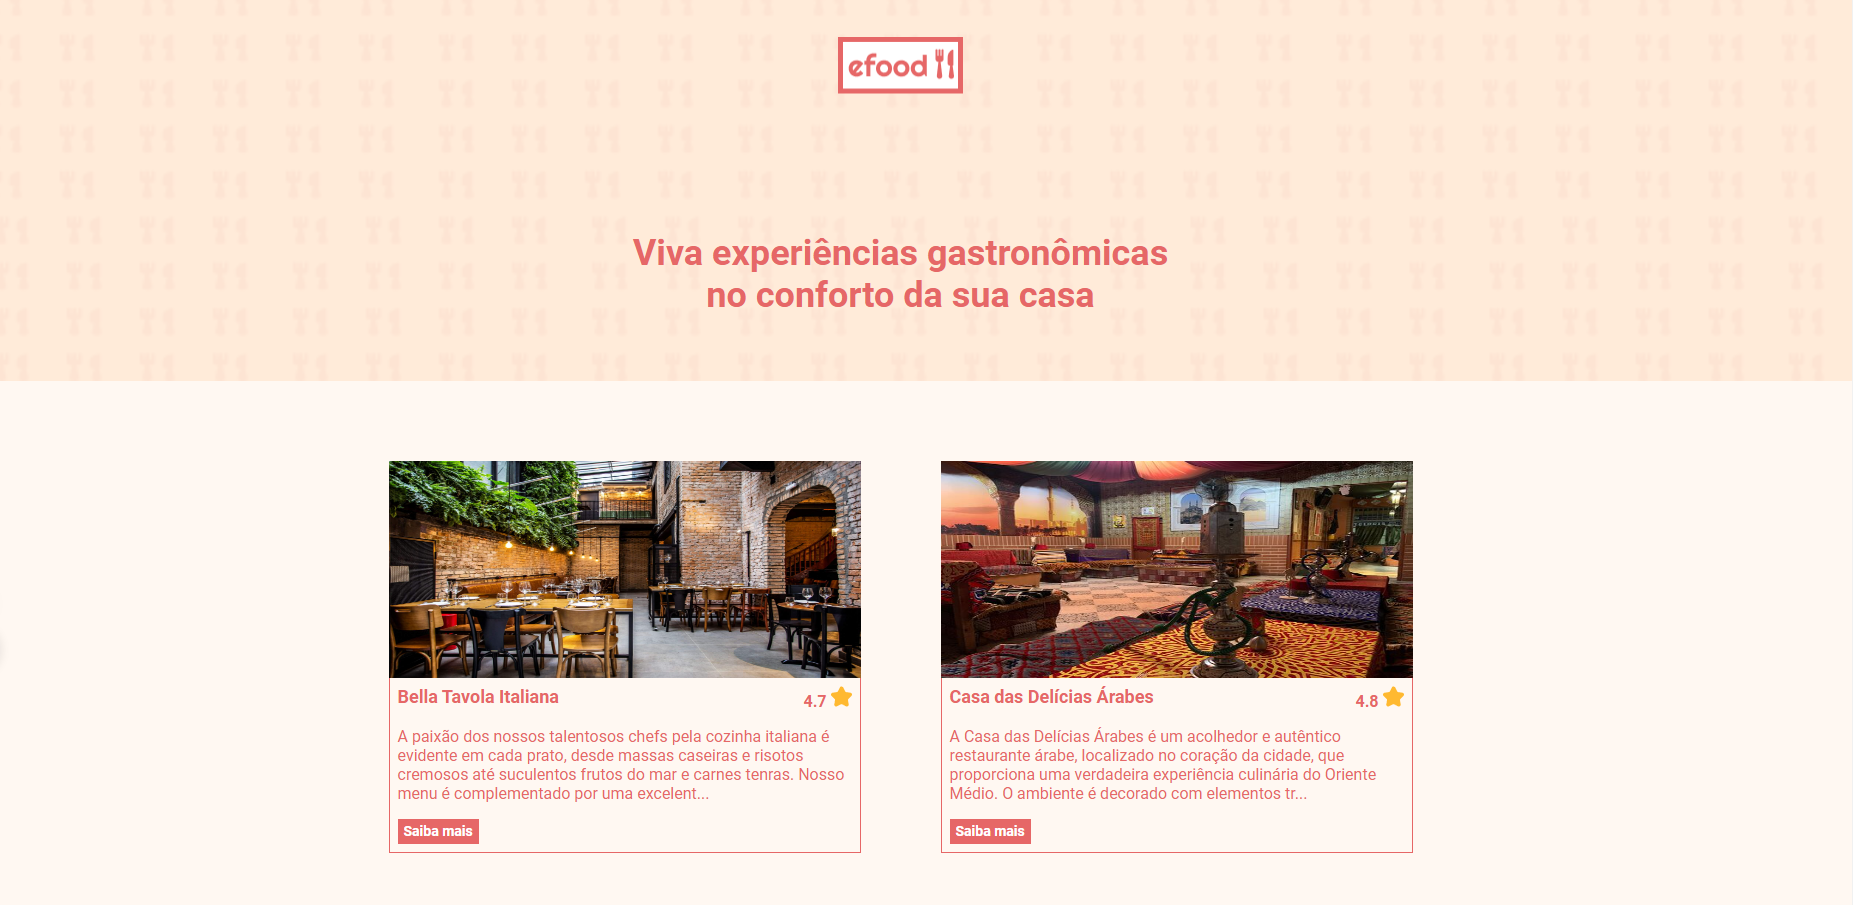 efood
Viva experiências gastronômicas
no conforto da sua casa
Bella Tavola Italiana
4.7
A paixão dos nossos talentosos chefs pela cozinha italiana é
evidente em cada prato, desde massas caseiras e risotos
cremosos até suculentos frutos do mar e carnes tenras. Nosso
menu é complementado por uma excelent...
Saiba mais
Casa das Delícias Árabes
4.8
A Casa das Delícias Árabes é um acolhedor e autêntico
restaurante árabe, localizado no coração da cidade, que
proporciona uma verdadeira experiência culinária do Oriente
Médio. O ambiente é decorado com elementos tr...
Saiba mais